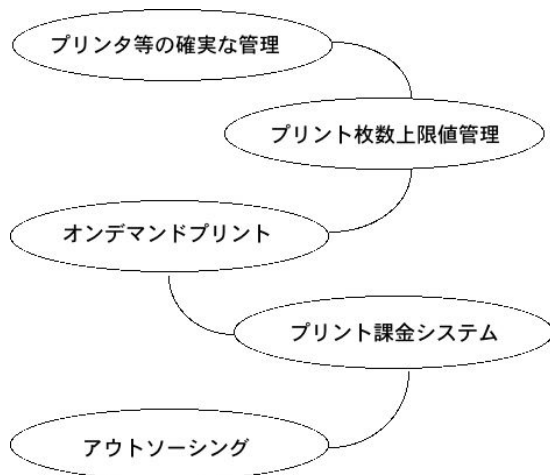 プリンタ等の確実な管理
プリント枚数上限値管理
オンデマンドプリント
プリント課金システム
アウトソーシング